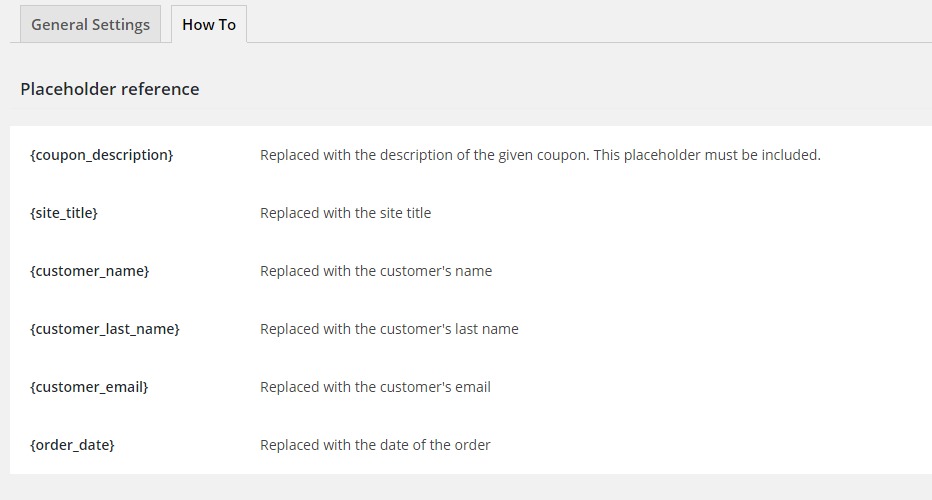 General Settings How To
Placeholder reference
{coupon_description} Replaced with the description of the given coupon. This placeholder must be included.
{site_title} Replaced with the site title
{customer_name} Replaced with the customer's name
{customer_last_name} Replaced with the customer's last name
{customer_email} Replaced with the customer's email
{order_date} Replaced with the date of the order